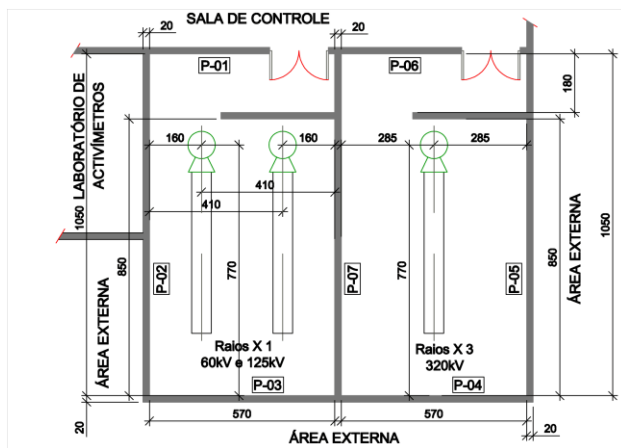 SALA DE CONTROLE
20
20
P-01
P-06
LABORATÓRIO DE
ACTIVÍMETROS
180
160
160
285
285
410
410
1050
850
770
P-02
P-07
770
P-05
850
ÁREA EXTERNA
1050
ÁREA EXTERNA
Raios X 1
60kV e 125kV
Raios X 3
320kV
P-03
P-04
20
570
570
20
ÁREA EXTERNA